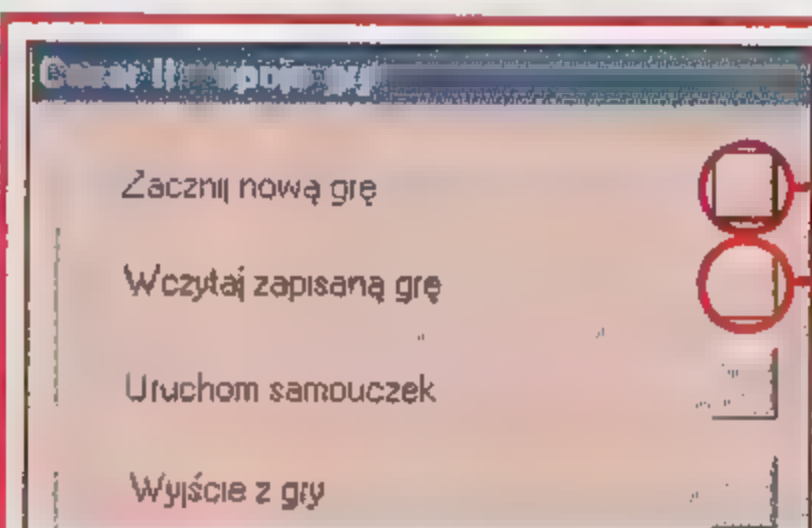 Zacznij nową grę
Wczytaj zapisaną grę
Uruchom samouczek
Wyjście z gry